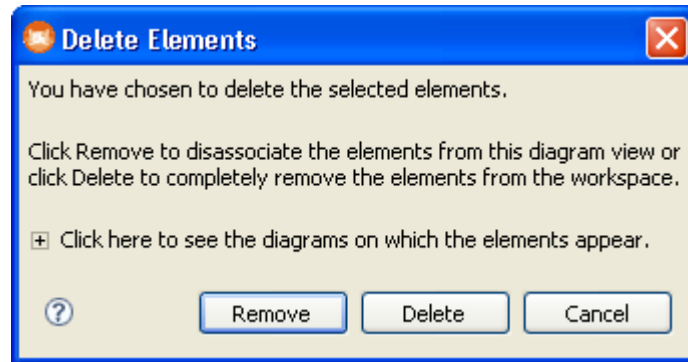 Delete Elements
You have chosen to delete the selected elements.
Click Remove to disassociate the elements from this diagram view or
click Delete to completely remove the elements from the workspace.
Click here to see the diagrams on which the elements appear.
Remove Delete Cancel